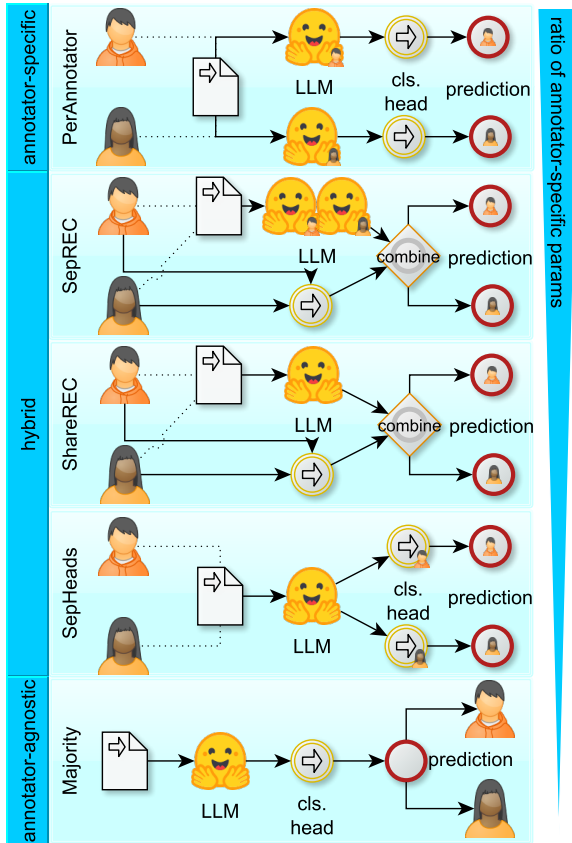 annotator-specific
PerAnnotator
LLM
cls.
head
prediction
hybrid
SepREC
LLM
combine
prediction
ShareREC
LLM
combine
prediction
SepHeads
LLM
cls.
head
prediction
annotator-agnostic
Majority
LLM
cls.
head
prediction
ratio of annotator-specific params